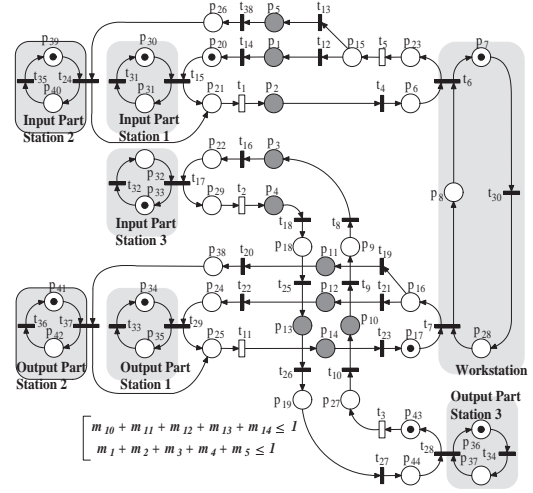 p26 t38 p5 t13
p39 p30 p20 t14 p1 t12 p15 t5 p23 p7
t35 t24 t31 t15 t6
p40 p31 p21 t1 p2 t4 p6
Input Part Station 2
Input Part Station 1
p22 t16 p3
p32 t17
t32 p33 p29 t2 p4
p8 t30
Input Part Station 3
t18 t8
p18 p9
p38 t20 p11 t19
t25 t9
p41 p34 p24 t22 p12 t21 p16
t36 t37 t33 t29 p13 p10 t7
p42 p35 p25 t11 p14 t23 p17 p28
Output Part Station 2
Output Part Station 1
Workstation
t26 t10
p19 p27 t3 p43
Output Part Station 3
p36 t28 t34
p37
t27 p44
m10 + m11 + m12 + m13 + m14 ≤ 1
m1 + m2 + m3 + m4 + m5 ≤ 1